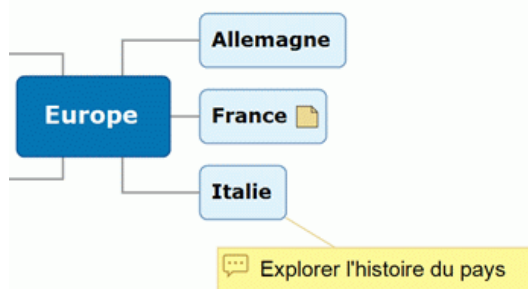 Allemagne
Europe
France
Italie
Explorer l'histoire du pays